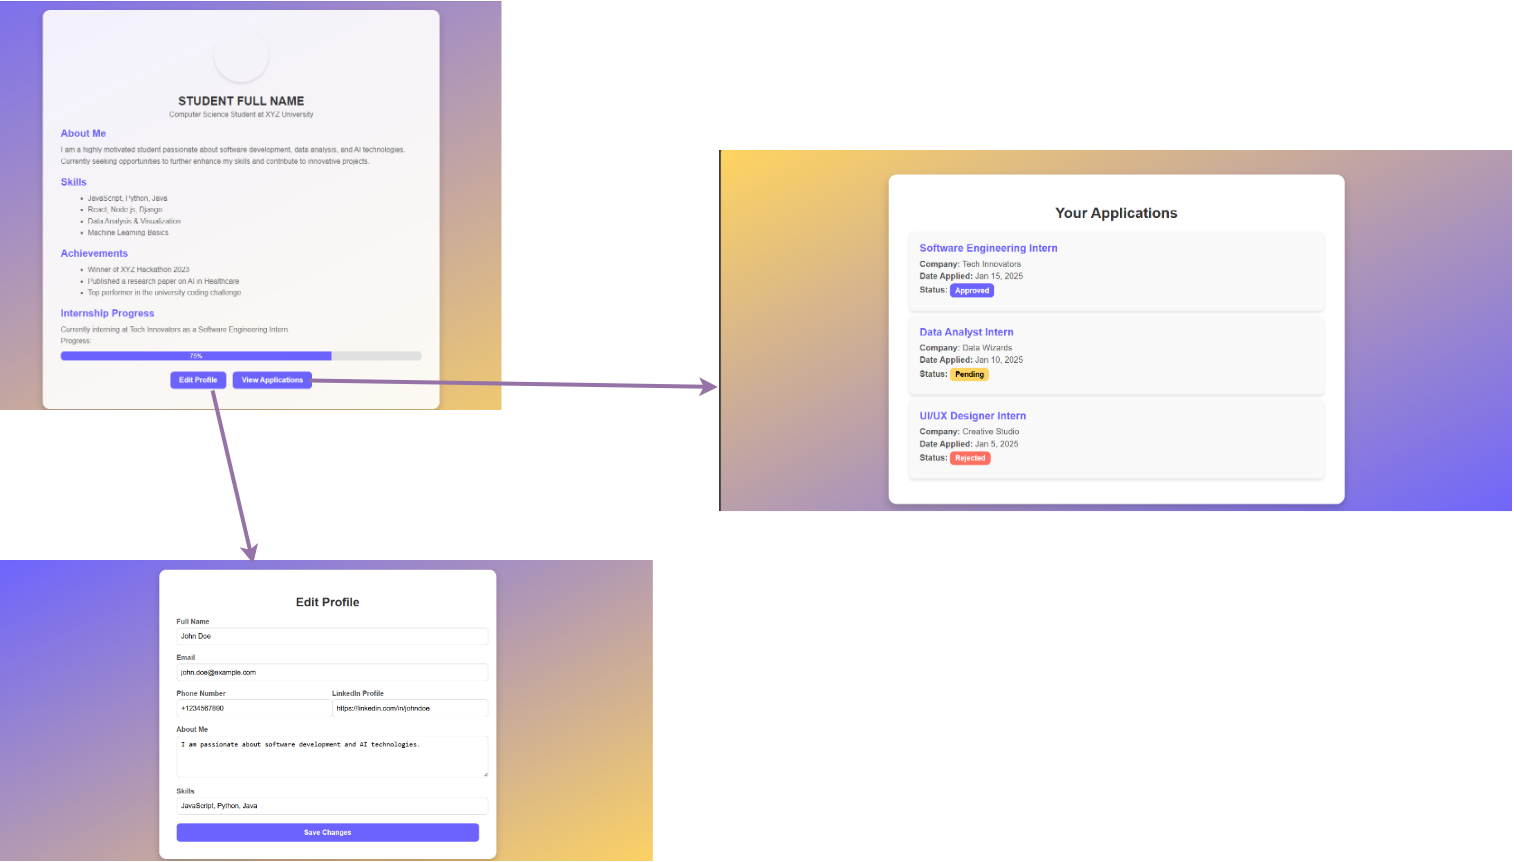 STUDENT FULL NAME
Computer Science Student at XYZ University
About Me
I am a highly motivated student passionate about software development, data analysis, and AI technologies.
Currently seeking opportunities to further enhance my skills and contribute to innovative projects.
Skills
JavaScript, Python, Java
React, Node.js, Django
Data Analysis & Visualization
Machine Learning Basics
Achievements
Winner of XYZ Hackathon 2023
Published a research paper on AI in Healthcare
Top performer in the university coding challenge
Internship Progress
Currently interning at Tech Innovators as a Software Engineering Intern.
Progress:
75%
Edit Profile View Applications
Your Applications
Software Engineering Intern
Company: Tech Innovators
Date Applied: Jan 15, 2025
Status: Approved
Data Analyst Intern
Company: Data Wizards
Date Applied: Jan 10, 2025
Status: Pending
UI/UX Designer Intern
Company: Creative Studio
Date Applied: Jan 5, 2025
Status: Rejected
Edit Profile
Full Name
John Doe
Email
john.doe@example.com
Phone Number LinkedIn Profile
+1234567890 https://linkedin.com/in/johndoe
About Me
I am passionate about software development and AI technologies.
Skills
JavaScript, Python, Java
Save Changes